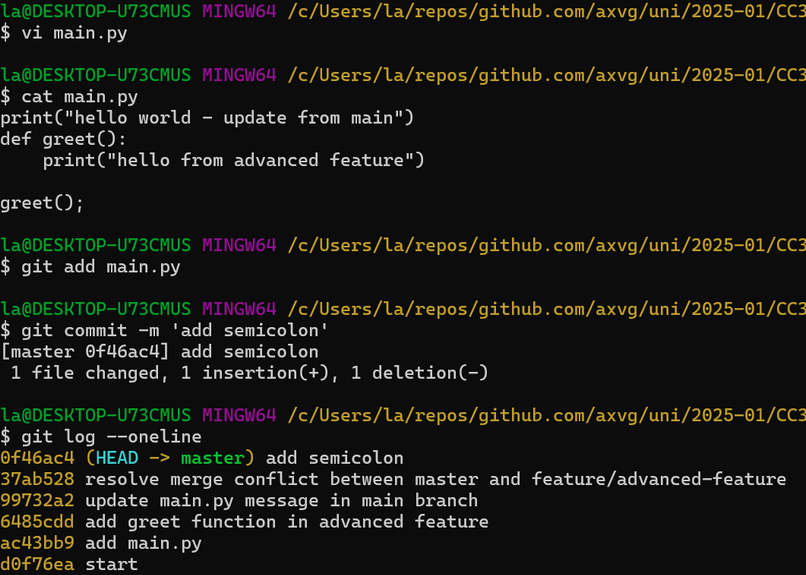 la@DESKTOP-U73CMUS MINGW64 /c/Users/la/repos/github.com/axvg/uni/2025-01/CC3
$ vi main.py
la@DESKTOP-U73CMUS MINGW64 /c/Users/la/repos/github.com/axvg/uni/2025-01/CC3
$ cat main.py
print("hello world - update from main")
def greet():
    print("hello from advanced feature")
greet();
la@DESKTOP-U73CMUS MINGW64 /c/Users/la/repos/github.com/axvg/uni/2025-01/CC3
$ git add main.py
la@DESKTOP-U73CMUS MINGW64 /c/Users/la/repos/github.com/axvg/uni/2025-01/CC3
$ git commit -m 'add semicolon'
[master 0f46ac4] add semicolon
 1 file changed, 1 insertion(+), 1 deletion(-)
la@DESKTOP-U73CMUS MINGW64 /c/Users/la/repos/github.com/axvg/uni/2025-01/CC3
$ git log --oneline
0f46ac4 (HEAD -> master) add semicolon
37ab528 resolve merge conflict between master and feature/advanced-feature
99732a2 update main.py message in main branch
6485cdd add greet function in advanced feature
ac43bb9 add main.py
d0f76ea start